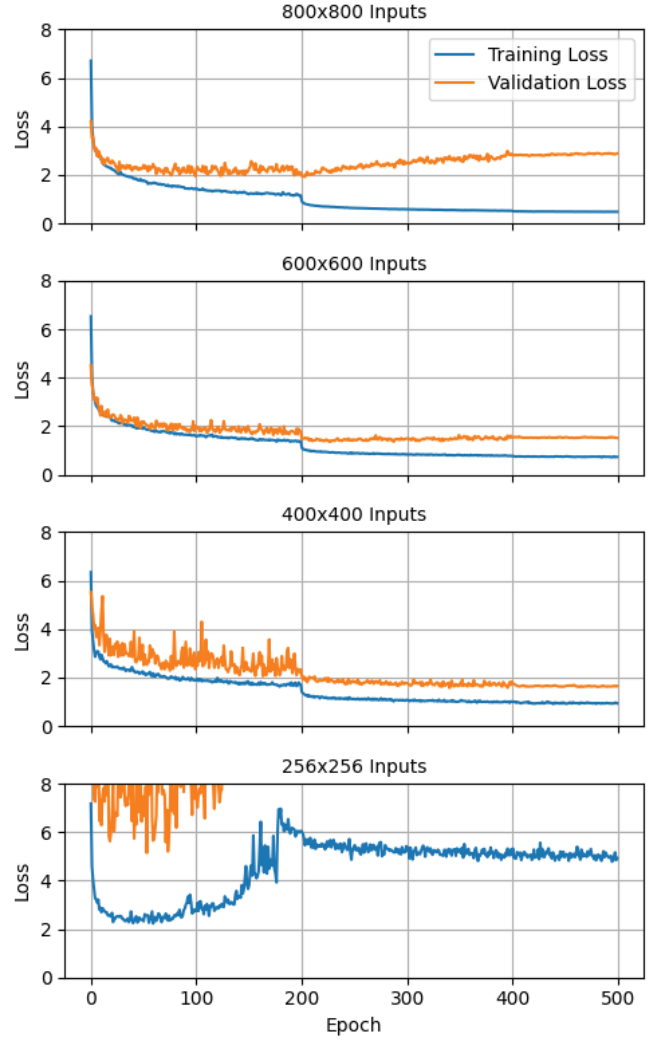 800x800 Inputs
8
6
4
2
0
Loss
Training Loss
Validation Loss
600x600 Inputs
8
6
4
2
0
Loss
400x400 Inputs
8
6
4
2
0
Loss
256x256 Inputs
8
6
4
2
0
Loss
0 100 200 300 400 500
Epoch